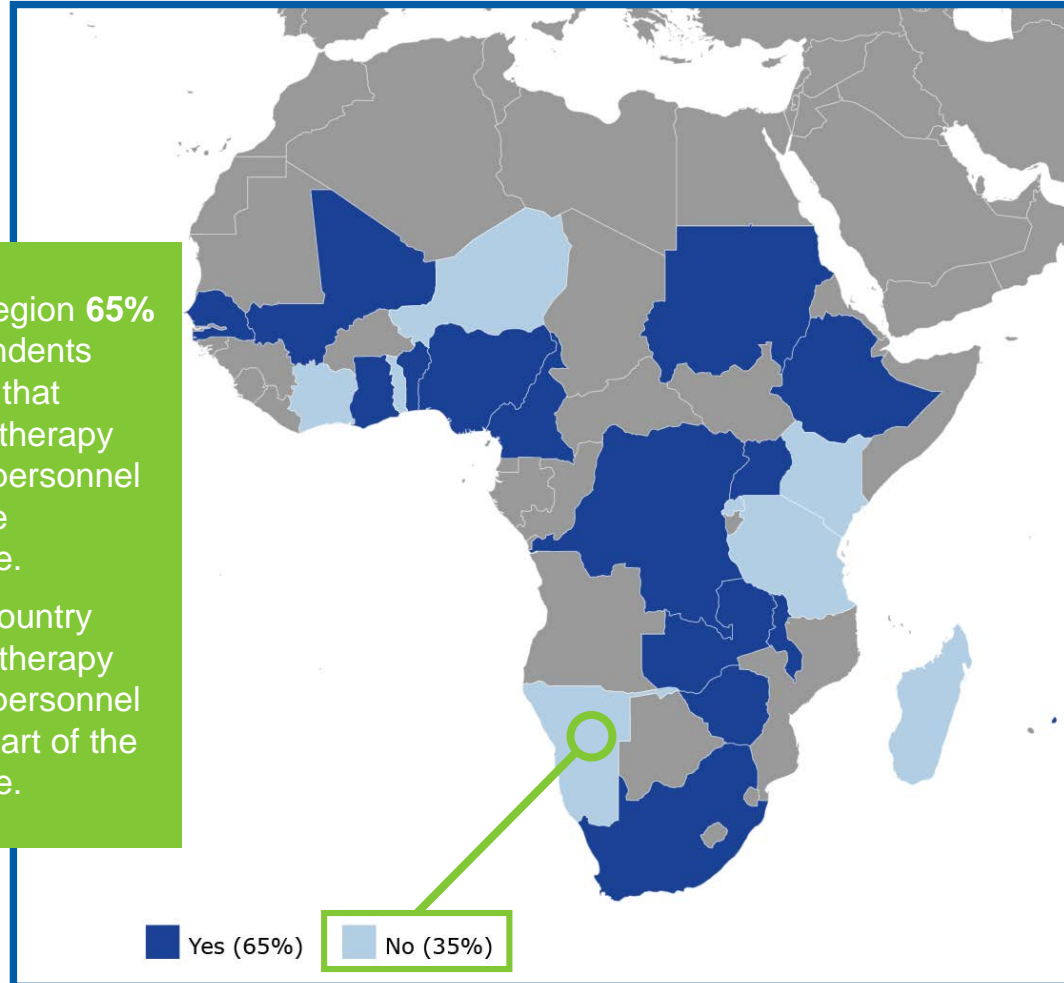 egion 65%
ndents
that
therapy
personnel
e
e.
ountry
therapy
personnel
art of the
e.
Yes (65%)
No (35%)